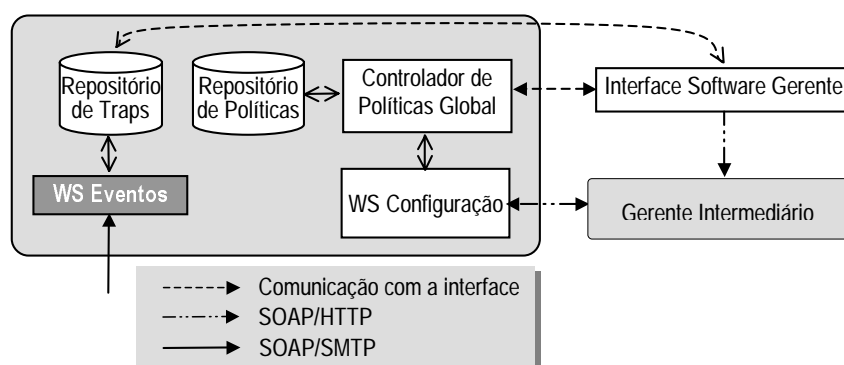 Repositório
de Traps
Repositório
de Políticas
Controlador de
Políticas Global
Interface Software Gerente
WS Eventos
WS Configuração
Gerente Intermediário
Comunicação com a interface
SOAP/HTTP
SOAP/SMTP